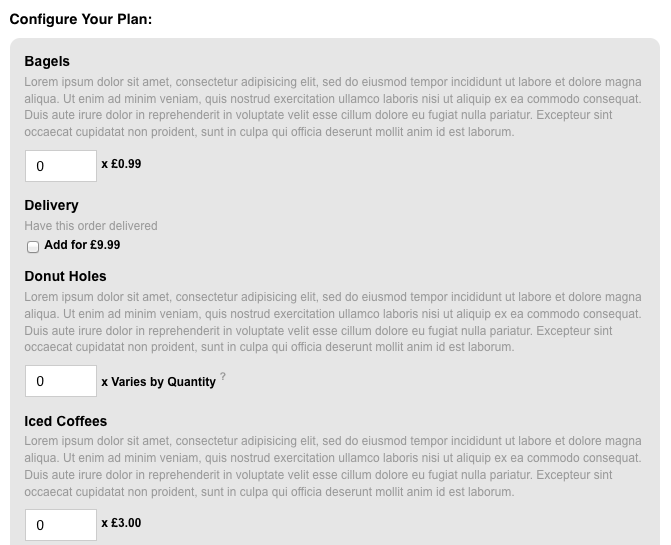 Configure Your Plan:
Bagels
Lorem ipsum dolor sit amet, consectetur adipisicing elit, sed do eiusmod tempor incididunt ut labore et dolore magna
aliqua. Ut enim ad minim veniam, quis nostrud exercitation ullamco laboris nisi ut aliquip ex ea commodo consequat.
Duis aute irure dolor in reprehenderit in voluptate velit esse cillum dolore eu fugiat nulla pariatur. Excepteur sint
occaecat cupidatat non proident, sunt in culpa qui officia deserunt mollit anim id est laborum.
0 x £0.99
Delivery
Have this order delivered
Add for £9.99
Donut Holes
Lorem ipsum dolor sit amet, consectetur adipisicing elit, sed do eiusmod tempor incididunt ut labore et dolore magna
aliqua. Ut enim ad minim veniam, quis nostrud exercitation ullamco laboris nisi ut aliquip ex ea commodo consequat.
Duis aute irure dolor in reprehenderit in voluptate velit esse cillum dolore eu fugiat nulla pariatur. Excepteur sint
occaecat cupidatat non proident, sunt in culpa qui officia deserunt mollit anim id est laborum.
0 x Varies by Quantity ?
Iced Coffees
Lorem ipsum dolor sit amet, consectetur adipisicing elit, sed do eiusmod tempor incididunt ut labore et dolore magna
aliqua. Ut enim ad minim veniam, quis nostrud exercitation ullamco laboris nisi ut aliquip ex ea commodo consequat.
Duis aute irure dolor in reprehenderit in voluptate velit esse cillum dolore eu fugiat nulla pariatur. Excepteur sint
occaecat cupidatat non proident, sunt in culpa qui officia deserunt mollit anim id est laborum.
0 x £3.00